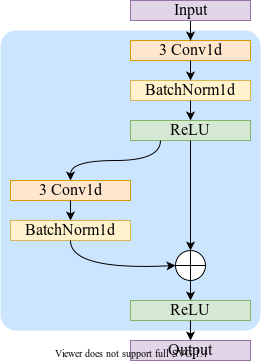 Input
3 Conv1d
BatchNorm1d
ReLU
3 Conv1d
BatchNorm1d
ReLU
Viewer does not support full SVG 1.1
Output